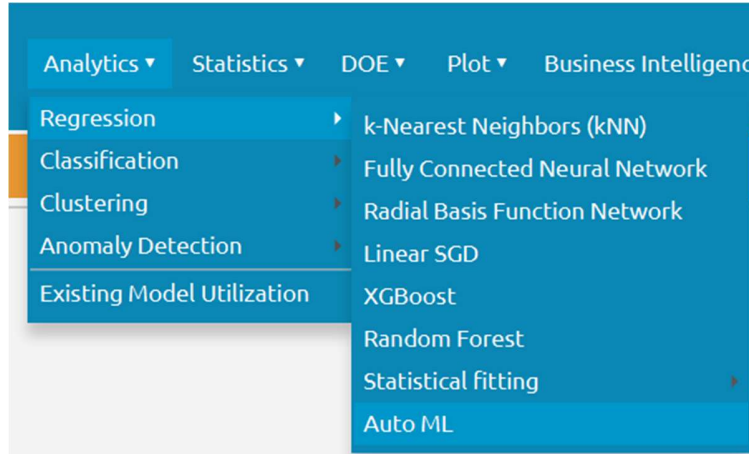 Analytics ▾ Statistics ▾ DOE ▾ Plot ▾ Business
Regression
Classification
Clustering
Anomaly Detection
Existing Model Utilization
k-Nearest Neighbors (kNN)
Fully Connected Neural Network
Radial Basis Function Network
Linear SGD
XGBoost
Random Forest
Statistical fitting
Auto ML